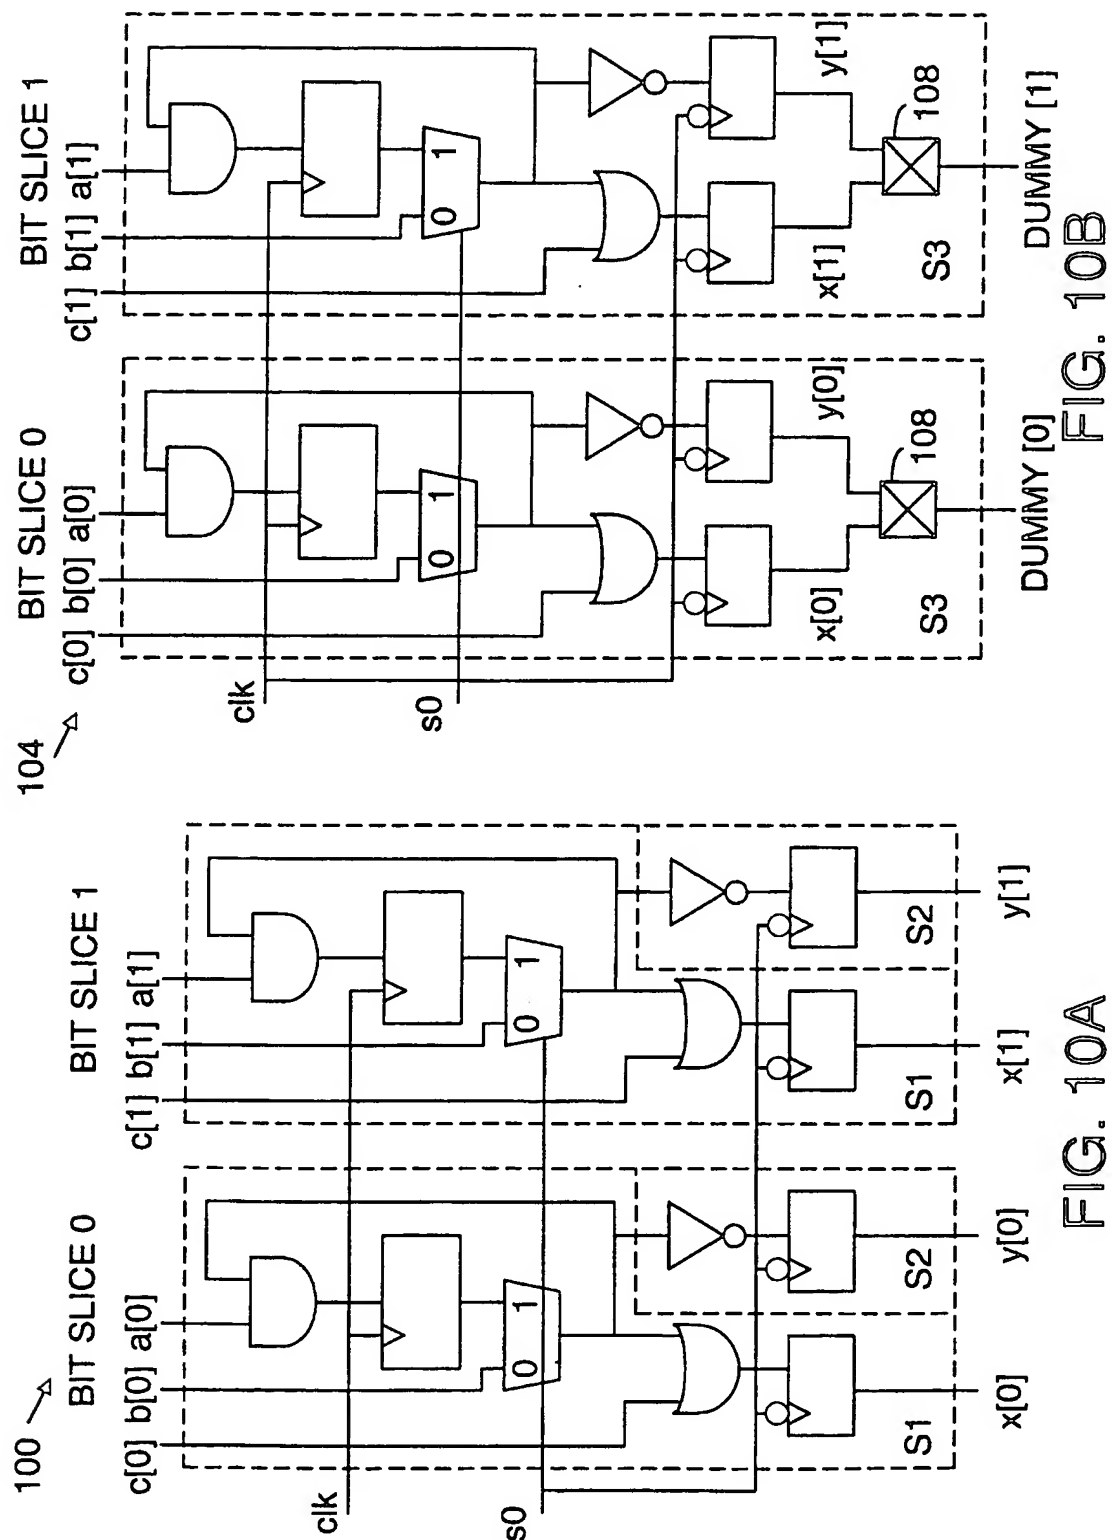 100
BIT SLICE 0
BIT SLICE 1
c[0] b[0] a[0]
c[1] b[1] a[1]
clk
0 1
0 1
s0
S1 S2
S1 S2
x[0] y[0] x[1] y[1]
FIG. 10A
104
BIT SLICE 0
BIT SLICE 1
c[0] b[0] a[0]
c[1] b[1] a[1]
clk
0 1
0 1
s0
x[0] y[0]
x[1] y[1]
108
108
S3
S3
DUMMY [0]
DUMMY [1]
FIG. 10B